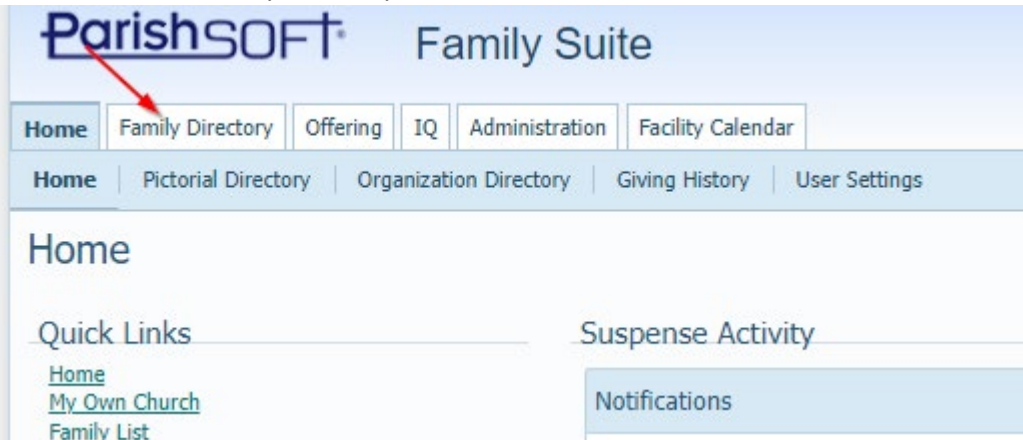 ParishSOFT Family Suite
Home Family Directory Offering IQ Administration Facility Calendar
Home Pictorial Directory Organization Directory Giving History User Settings
Home
Quick Links Suspense Activity
Home
My Own Church Notifications
Family List